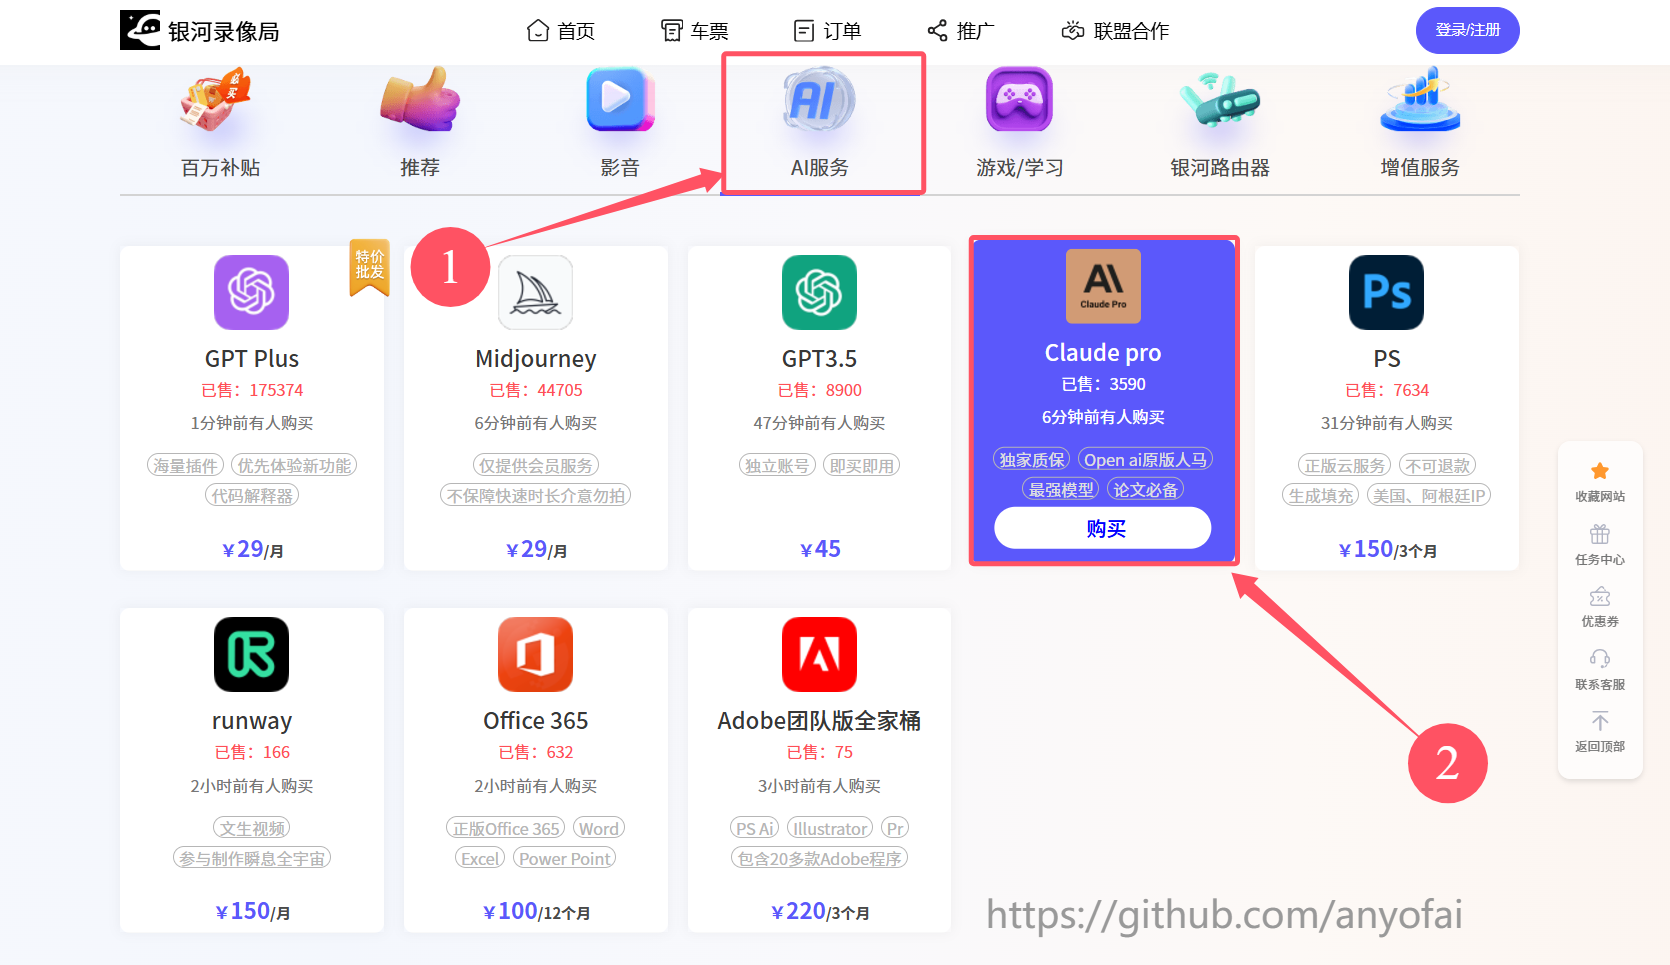 银河录像局
首页
车票
订单
推广
联盟合作
登录/注册
必买
百万补贴
推荐
影音
AI
AI服务
游戏/学习
银河路由器
增值服务
1
特价
批发
GPT Plus
已售：175374
1分钟前有人购买
海量插件 优先体验新功能
代码解释器
￥29/月
Midjourney
已售：44705
6分钟前有人购买
仅提供会员服务
不保障快速时长介意勿拍
￥29/月
GPT3.5
已售：8900
47分钟前有人购买
独立账号 即买即用
￥45
AI
Claude Pro
Claude pro
已售：3590
6分钟前有人购买
独家质保 Open ai原版人马
最强模型 论文必备
购买
Ps
PS
已售：7634
31分钟前有人购买
正版云服务 不可退款
生成填充 美国、阿根廷IP
￥150/3个月
runway
已售：166
2小时前有人购买
文生视频
参与制作瞬息全宇宙
￥150/月
Office 365
已售：632
2小时前有人购买
正版Office 365 Word
Excel Power Point
￥100/12个月
Adobe团队版全家桶
已售：75
3小时前有人购买
PS Ai Illustrator Pr
包含20多款Adobe程序
￥220/3个月
2
收藏网站
任务中心
优惠券
联系客服
返回顶部
https://github.com/anyofai